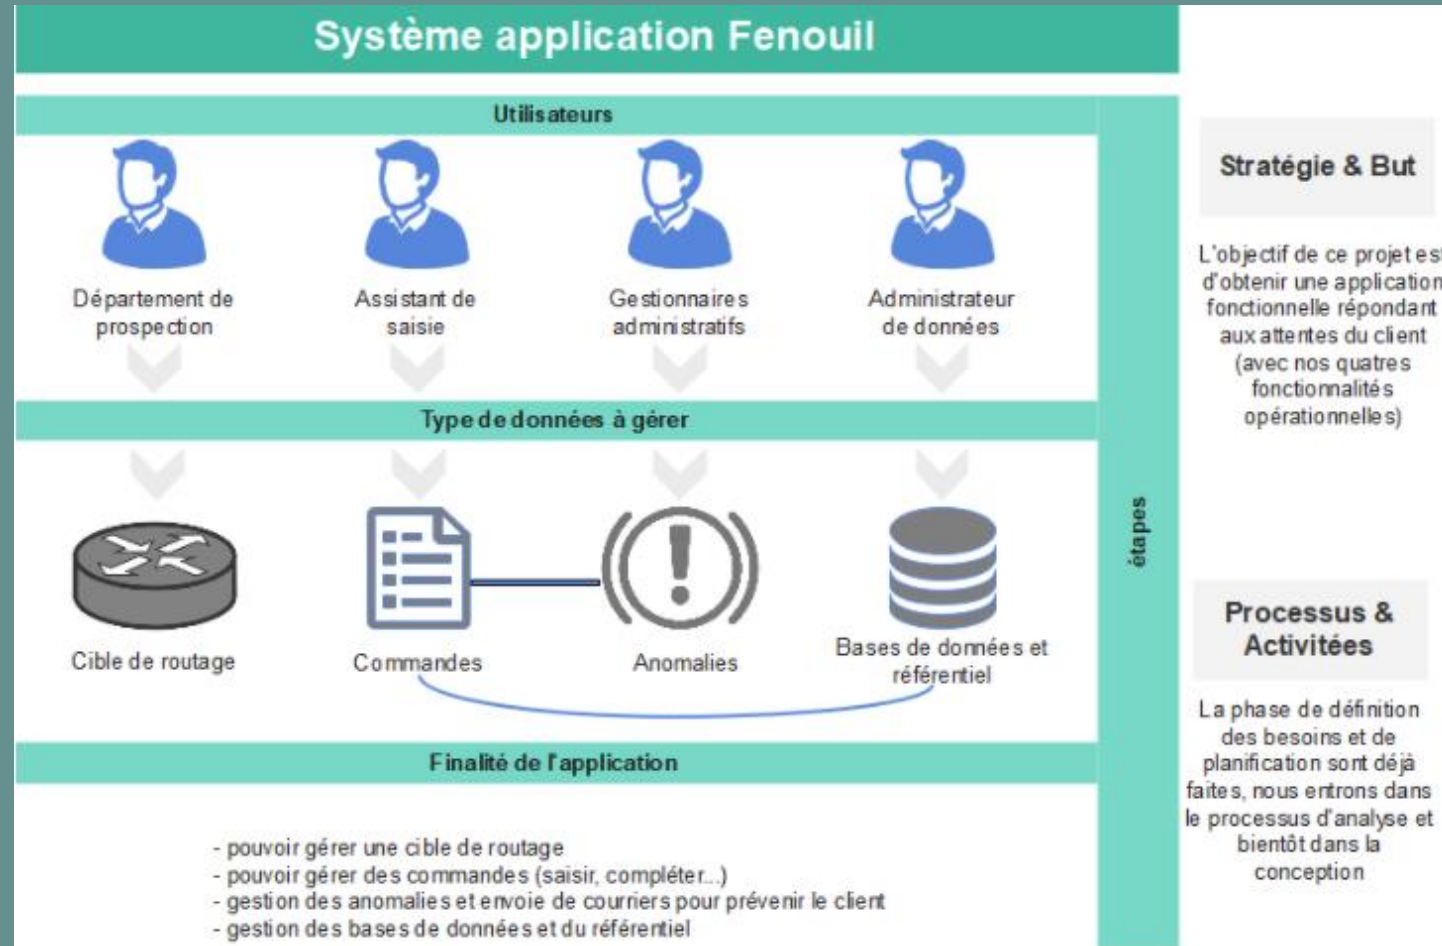 Système application Fenouil
Utilisateurs
Département de
prospection
Assistant de
saisie
Gestionnaires
administratifs
Administrateur
de données
Type de données à gérer
Cible de routage
Commandes
Anomalies
Bases de données et
référentiel
Finalité de l'application
- pouvoir gérer une cible de routage
- pouvoir gérer des commandes (saisir, compléter...)
- gestion des anomalies et envoie de courriers pour prévenir le client
- gestion des bases de données et du référentiel
étapes
Stratégie & But
L'objectif de ce projet est
d'obtenir une application
fonctionnelle répondant
aux attentes du client
(avec nos quatres
fonctionnalités
opérationnelles)
Processus &
Activitées
La phase de définition
des besoins et de
planification sont déjà
faites, nous entrons dans
le processus d'analyse et
bientôt dans la
conception